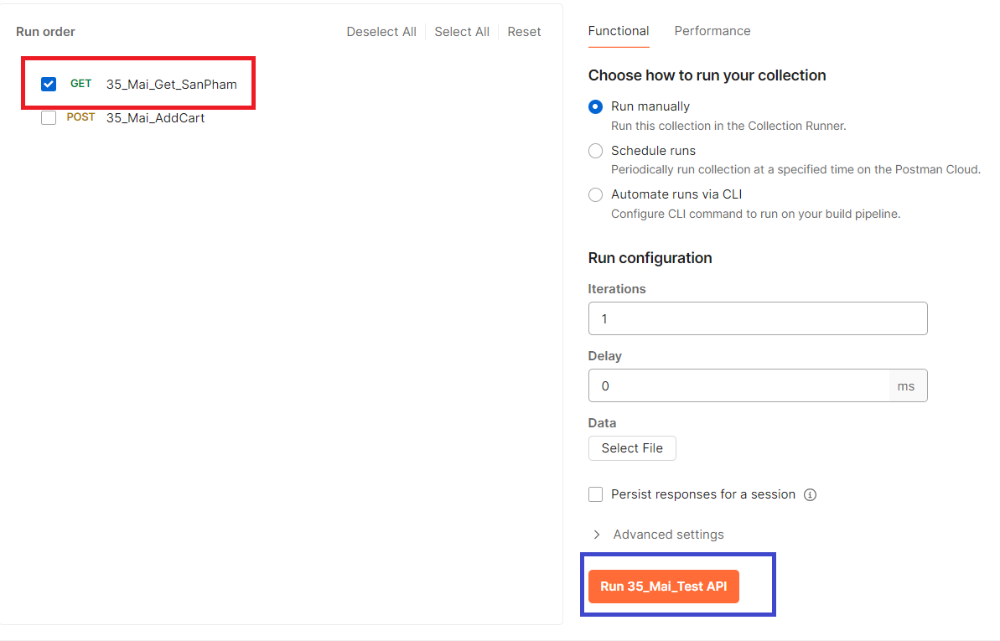 Run order
Deselect All
Select All
Reset
GET 35_Mai_Get_SanPham
POST 35_Mai_AddCart
Functional
Performance
Choose how to run your collection
Run manually
Run this collection in the Collection Runner.
Schedule runs
Periodically run collection at a specified time on the Postman Cloud.
Automate runs via CLI
Configure CLI command to run on your build pipeline.
Run configuration
Iterations
1
Delay
0
ms
Data
Select File
Persist responses for a session
Advanced settings
Run 35_Mai_Test API